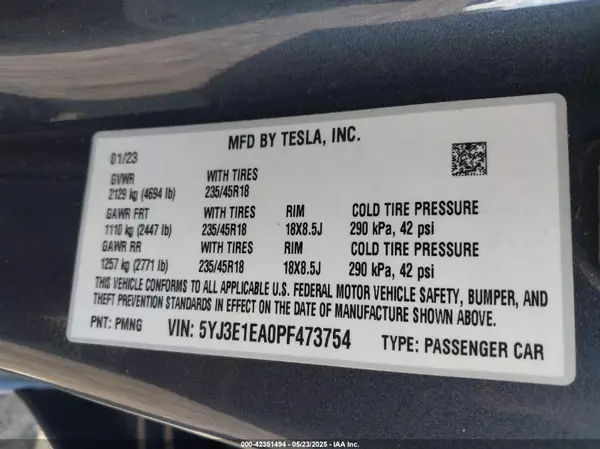 MFD BY TESLA, INC.
01/23
GVWR WITH TIRES
2129 kg (4694 lb) 235/45R18
GAWR FRT WITH TIRES RIM COLD TIRE PRESSURE
1110 kg (2447 lb) 235/45R18 18X8.5J 290 kPa, 42 psi
GAWR RR WITH TIRES RIM COLD TIRE PRESSURE
1257 kg (2771 lb) 235/45R18 18X8.5J 290 kPa, 42 psi
THIS VEHICLE CONFORMS TO ALL APPLICABLE U.S. FEDERAL MOTOR VEHICLE SAFETY, BUMPER, AND
THEFT PREVENTION STANDARDS IN EFFECT ON THE DATE OF MANUFACTURE SHOWN ABOVE.
PNT: PMNG VIN: 5YJ3E1EA0PF473754 TYPE: PASSENGER CAR
000-42351494 - 05/23/2025 - IAA Inc.